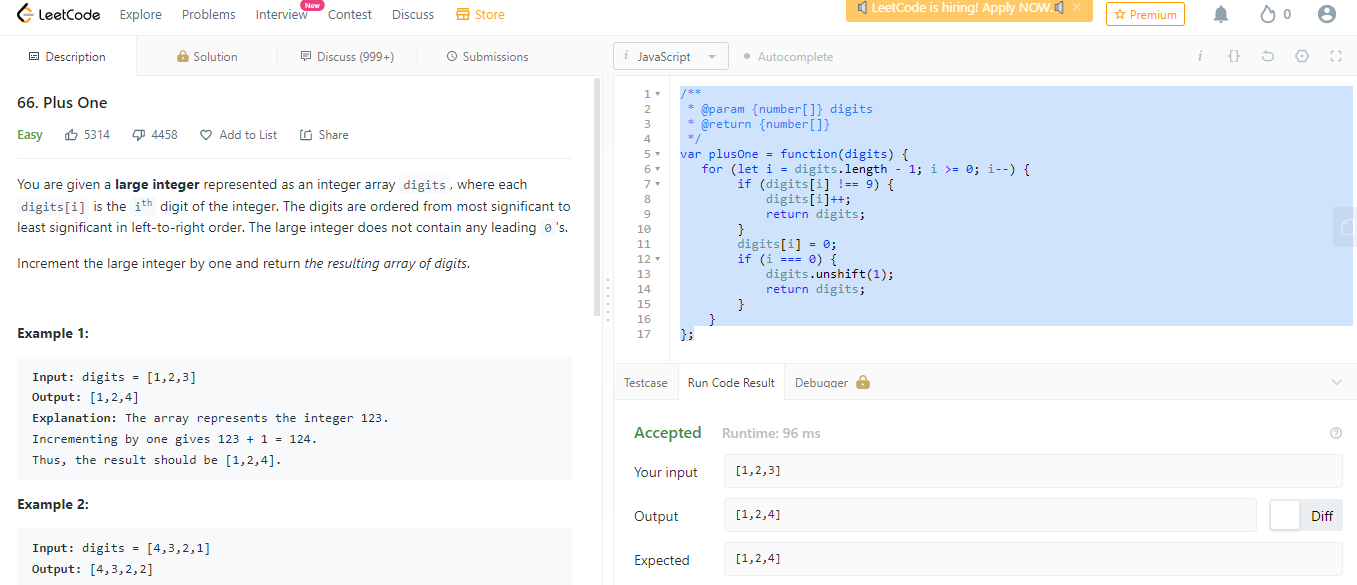 LeetCode Explore Problems Interview New Contest Discuss Store LeetCode is hiring! Apply NOW. × Premium 0
Description Solution Discuss (999+) Submissions
i JavaScript Autocomplete i {}
66. Plus One
Easy 5314 4458 Add to List Share
You are given a large integer represented as an integer array digits, where each
digits[i] is the ith digit of the integer. The digits are ordered from most significant to
least significant in left-to-right order. The large integer does not contain any leading 0's.
Increment the large integer by one and return the resulting array of digits.
Example 1:
Input: digits = [1,2,3]
Output: [1,2,4]
Explanation: The array represents the integer 123.
Incrementing by one gives 123 + 1 = 124.
Thus, the result should be [1,2,4].
Example 2:
Input: digits = [4,3,2,1]
Output: [4,3,2,2]
1 /**
2 * @param {number[]} digits
3 * @return {number[]}
4 */
5 var plusOne = function(digits) {
6 for (let i = digits.length - 1; i >= 0; i--) {
7 if (digits[i] !== 9) {
8 digits[i]++;
9 return digits;
10 }
11 digits[i] = 0;
12 if (i === 0) {
13 digits.unshift(1);
14 return digits;
15 }
16 }
17 };
Testcase Run Code Result Debugger
Accepted Runtime: 96 ms
Your input [1,2,3]
Output [1,2,4] Diff
Expected [1,2,4]